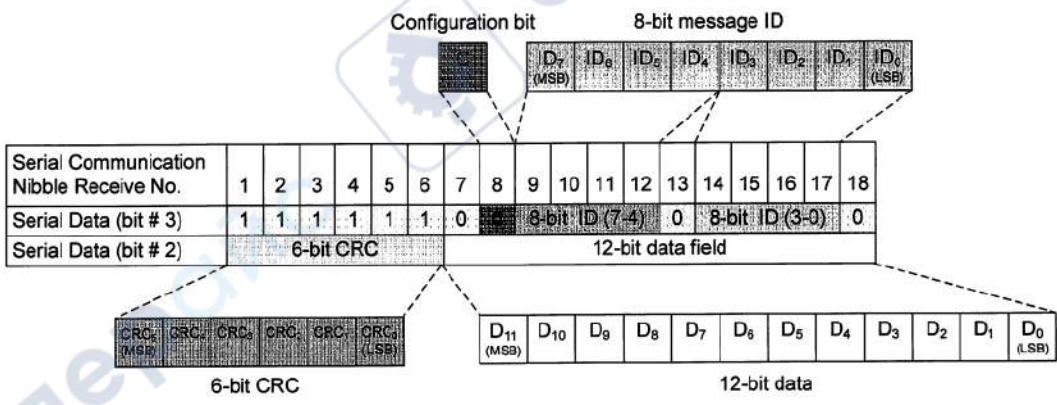 Configuration bit 8-bit message ID
C ID₇ ID₆ ID₅ ID₄ ID₃ ID₂ ID₁ ID₀
(MSB) (LSB)
Serial Communication
Nibble Receive No. 1 2 3 4 5 6 7 8 9 10 11 12 13 14 15 16 17 18
Serial Data (bit # 3) 1 1 1 1 1 1 0 8-bit ID (7-4) 0 8-bit ID (3-0) 0
Serial Data (bit # 2) 6-bit CRC 12-bit data field
CRC₅ CRC₄ CRC₃ CRC₂ CRC₁ CRC₀
(MSB) (LSB)
D₁₁ D₁₀ D₉ D₈ D₇ D₆ D₅ D₄ D₃ D₂ D₁ D₀
(MSB) (LSB)
6-bit CRC 12-bit data